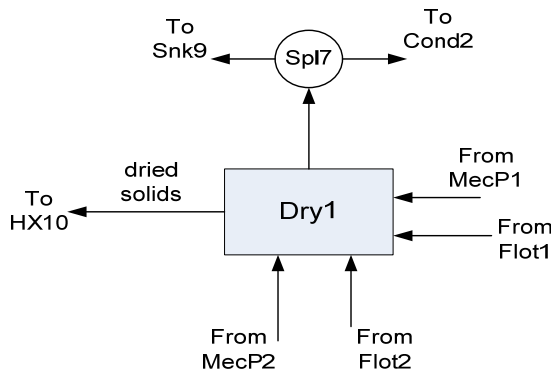 To
Snk9
Spl7
To
Cond2
dried
solids
To
HX10
Dry1
From
MecP1
From
Flot1
From
MecP2
From
Flot2